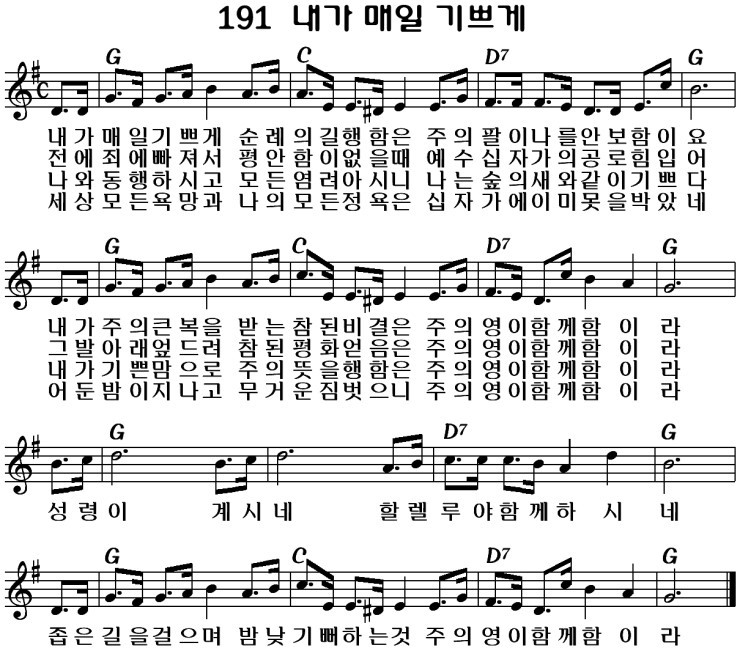 191 내가 매일 기쁘게
G C D7 G
내 가 매 일 기 쁘 게 순 례 의 길 행 함 은 주 의 팔 이 나 를 안 보 함 이 요
전 에 죄 에 빠 져 서 평 안 함 이 없 을 때 예 수 십 자 가 의 공 로 힘 입 어
나 와 동 행 하 시 고 모 든 염 려 아 시 니 나 는 숲 의 새 와 같 이 기 쁘 다
세 상 모 든 욕 망 과 나 의 모 든 정 욕 은 십 자 가 에 이 미 못 을 박 았 네
G C D7 G
내 가 주 의 큰 복 을 받 는 참 된 비 결 은 주 의 영 이 함 께 함 이 라
그 발 아 래 엎 드 려 참 된 평 화 얻 음 은 주 의 영 이 함 께 함 이 라
내 가 기 쁜 맘 으 로 주 의 뜻 을 행 함 은 주 의 영 이 함 께 함 이 라
어 둔 밤 이 지 나 고 무 거 운 짐 벗 으 니 주 의 영 이 함 께 함 이 라
G D7 G
성 령 이 계 시 네 할 렐 루 야 함 께 하 시 네
G C D7 G
좁 은 길 을 걸 으 며 밤 낮 기 뻐 하 는 것 주 의 영 이 함 께 함 이 라